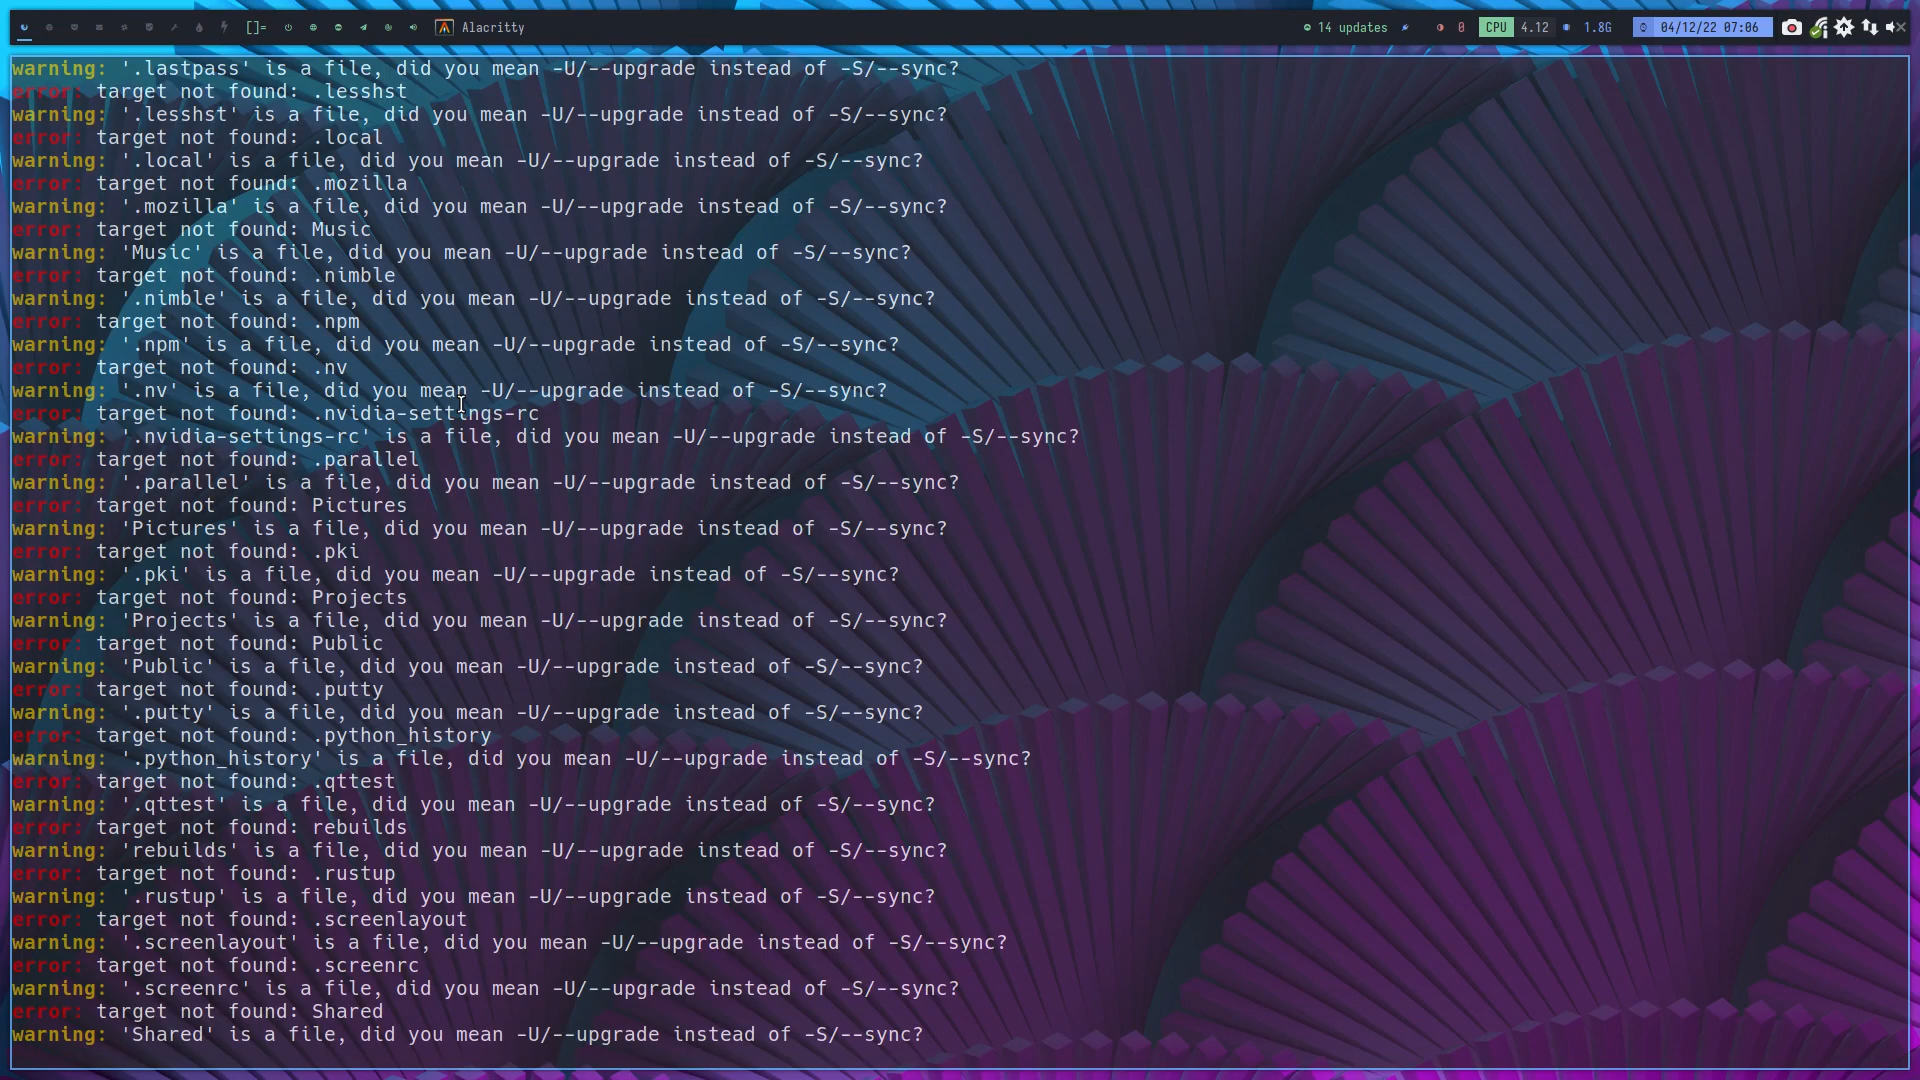 []= Alacritty 14 updates 0 CPU 4.12 1.8G 04/12/22 07:06
warning: '.lastpass' is a file, did you mean -U/--upgrade instead of -S/--sync?
error: target not found: .lesshst
warning: '.lesshst' is a file, did you mean -U/--upgrade instead of -S/--sync?
error: target not found: .local
warning: '.local' is a file, did you mean -U/--upgrade instead of -S/--sync?
error: target not found: .mozilla
warning: '.mozilla' is a file, did you mean -U/--upgrade instead of -S/--sync?
error: target not found: Music
warning: 'Music' is a file, did you mean -U/--upgrade instead of -S/--sync?
error: target not found: .nimble
warning: '.nimble' is a file, did you mean -U/--upgrade instead of -S/--sync?
error: target not found: .npm
warning: '.npm' is a file, did you mean -U/--upgrade instead of -S/--sync?
error: target not found: .nv
warning: '.nv' is a file, did you mean -U/--upgrade instead of -S/--sync?
error: target not found: .nvidia-settings-rc
warning: '.nvidia-settings-rc' is a file, did you mean -U/--upgrade instead of -S/--sync?
error: target not found: .parallel
warning: '.parallel' is a file, did you mean -U/--upgrade instead of -S/--sync?
error: target not found: Pictures
warning: 'Pictures' is a file, did you mean -U/--upgrade instead of -S/--sync?
error: target not found: .pki
warning: '.pki' is a file, did you mean -U/--upgrade instead of -S/--sync?
error: target not found: Projects
warning: 'Projects' is a file, did you mean -U/--upgrade instead of -S/--sync?
error: target not found: Public
warning: 'Public' is a file, did you mean -U/--upgrade instead of -S/--sync?
error: target not found: .putty
warning: '.putty' is a file, did you mean -U/--upgrade instead of -S/--sync?
error: target not found: .python_history
warning: '.python_history' is a file, did you mean -U/--upgrade instead of -S/--sync?
error: target not found: .qttest
warning: '.qttest' is a file, did you mean -U/--upgrade instead of -S/--sync?
error: target not found: rebuilds
warning: 'rebuilds' is a file, did you mean -U/--upgrade instead of -S/--sync?
error: target not found: .rustup
warning: '.rustup' is a file, did you mean -U/--upgrade instead of -S/--sync?
error: target not found: .screenlayout
warning: '.screenlayout' is a file, did you mean -U/--upgrade instead of -S/--sync?
error: target not found: .screenrc
warning: '.screenrc' is a file, did you mean -U/--upgrade instead of -S/--sync?
error: target not found: Shared
warning: 'Shared' is a file, did you mean -U/--upgrade instead of -S/--sync?